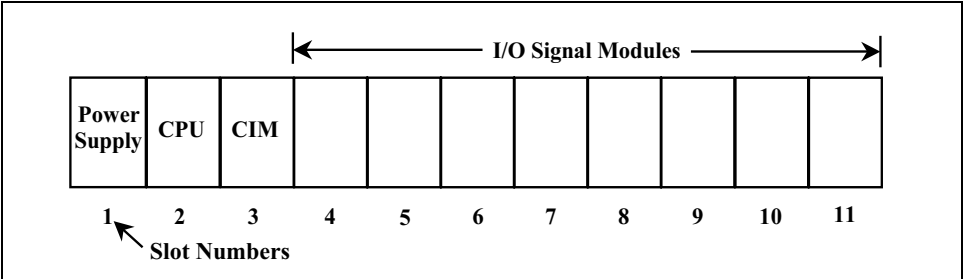 I/O Signal Modules
Power
Supply
CPU
CIM
1 2 3 4 5 6 7 8 9 10 11
Slot Numbers